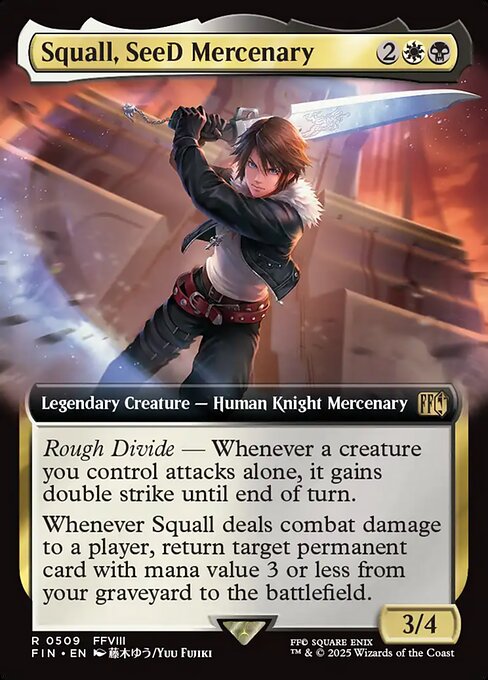 Squall, SeeD Mercenary 2
Legendary Creature — Human Knight Mercenary
Rough Divide — Whenever a creature
you control attacks alone, it gains
double strike until end of turn.
Whenever Squall deals combat damage
to a player, return target permanent
card with mana value 3 or less from
your graveyard to the battlefield.
3/4
R 0509 FFVIII
FIN • EN 藤木ゆう/Yuu Fujiki
FF© SQUARE ENIX
™ & © 2025 Wizards of the Coast